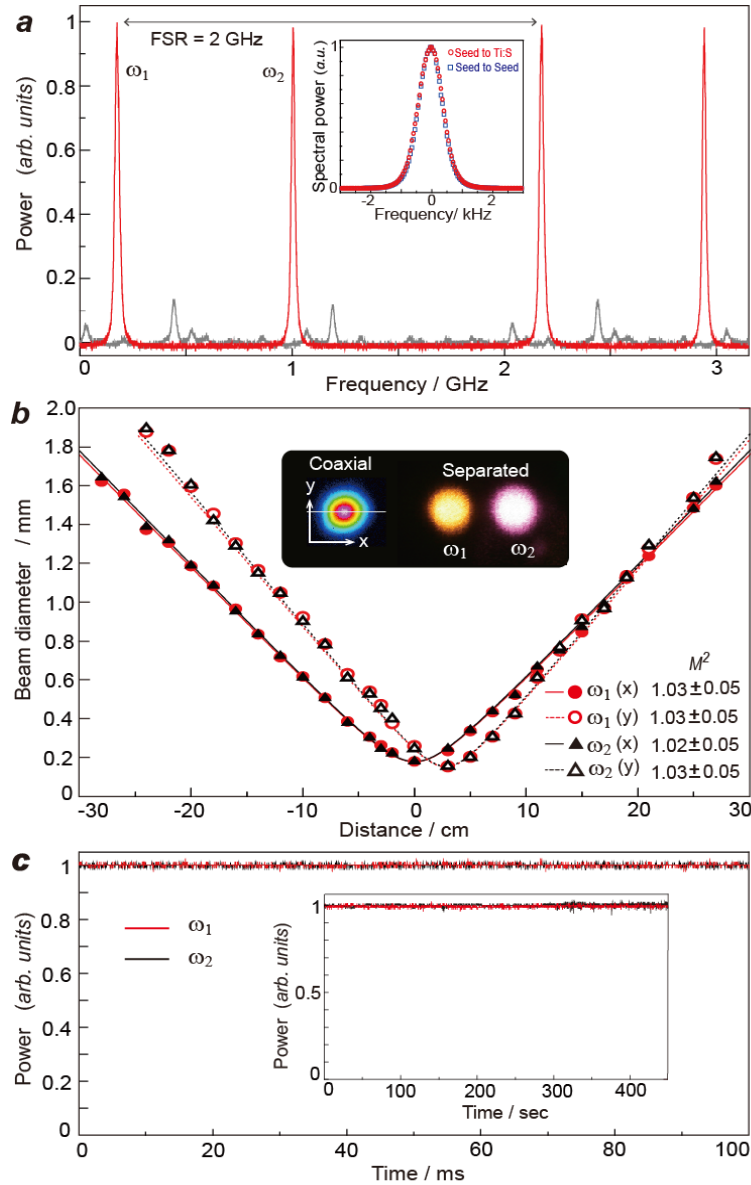 a
1
0.8
0.6
0.4
0.2
0
Power (arb. units)
FSR = 2 GHz
ω1
ω2
1
0
Spectral power (a.u.)
Seed to Ti:S
Seed to Seed
-2
0
2
Frequency/ kHz
0
1
2
3
Frequency / GHz
b
2.0
1.8
1.6
1.4
1.2
1.0
0.8
0.6
0.4
0.2
0
Beam diameter / mm
Coaxial
y
x
Separated
ω1
ω2
M2
ω1 (x) 1.03±0.05
ω1 (y) 1.03±0.05
ω2 (x) 1.02±0.05
ω2 (y) 1.03±0.05
-30
-20
-10
0
10
20
30
Distance / cm
c
1
0.8
0.6
0.4
0.2
0
Power (arb. units)
ω1
ω2
1
0.5
0
Power (arb. units)
0
100
200
300
400
Time / sec
0
20
40
60
80
100
Time / ms